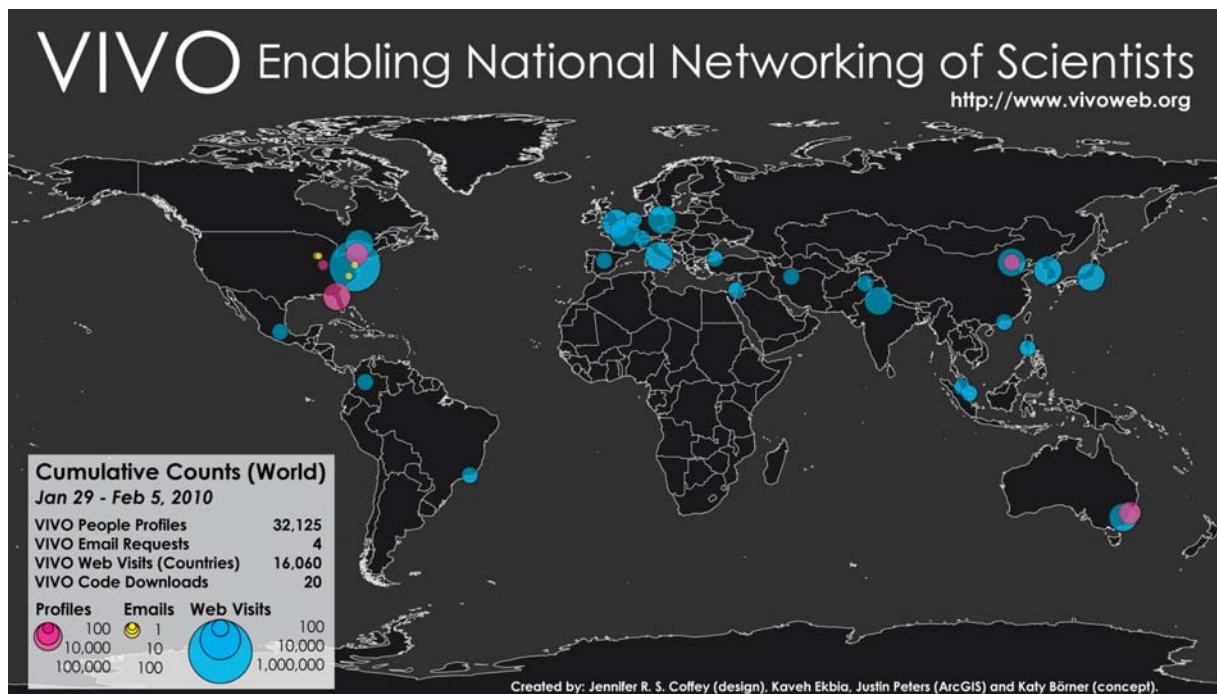 VIVO Enabling National Networking of Scientists
http://www.vivoweb.org
Cumulative Counts (World)
Jan 29 - Feb 5, 2010
VIVO People Profiles 32,125
VIVO Email Requests 4
VIVO Web Visits (Countries) 16,060
VIVO Code Downloads 20
Profiles Emails Web Visits
100 1 100
10,000 10 10,000
100,000 100 1,000,000
Created by: Jennifer R. S. Coffey (design), Kaveh Ekbia, Justin Peters (ArcGIS) and Katy Börner (concept).